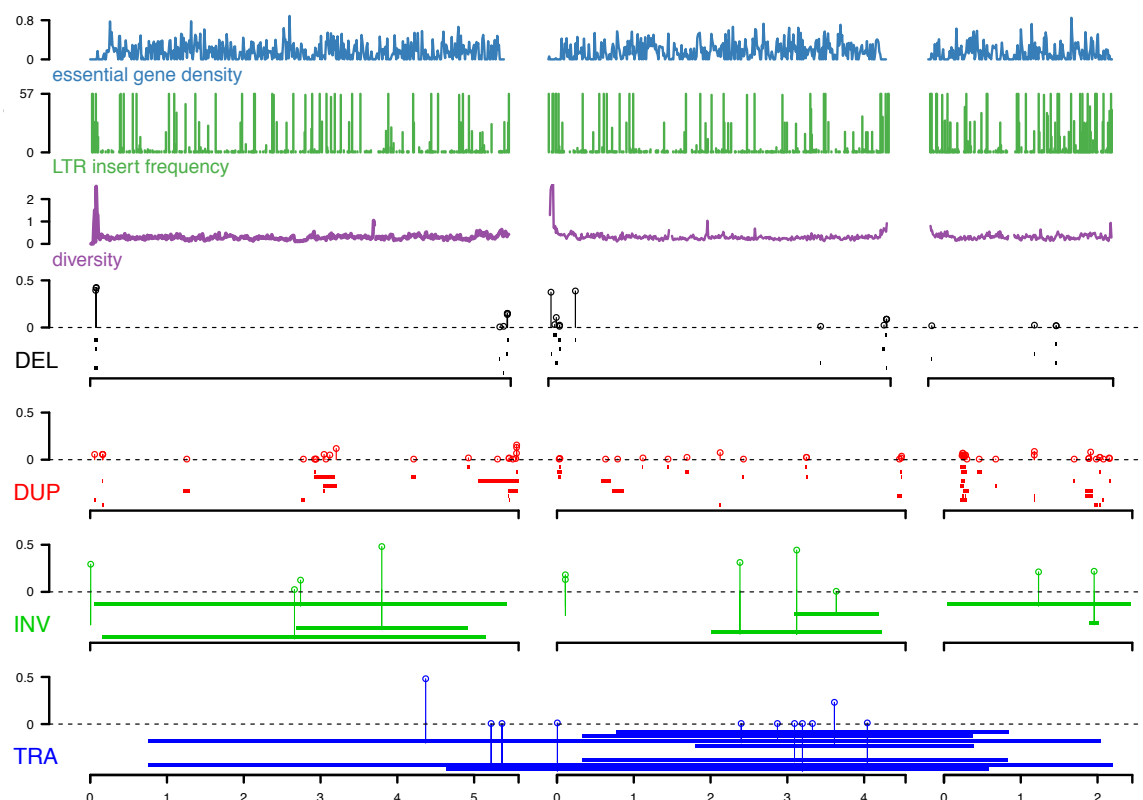 0.8
0
essential gene density
57
0
LTR insert frequency
2
1
0
diversity
0.5
0
DEL
0.5
0
DUP
0.5
0
INV
0.5
0
TRA
0 1 2 3 4 5 0 1 2 3 4 0 1 2